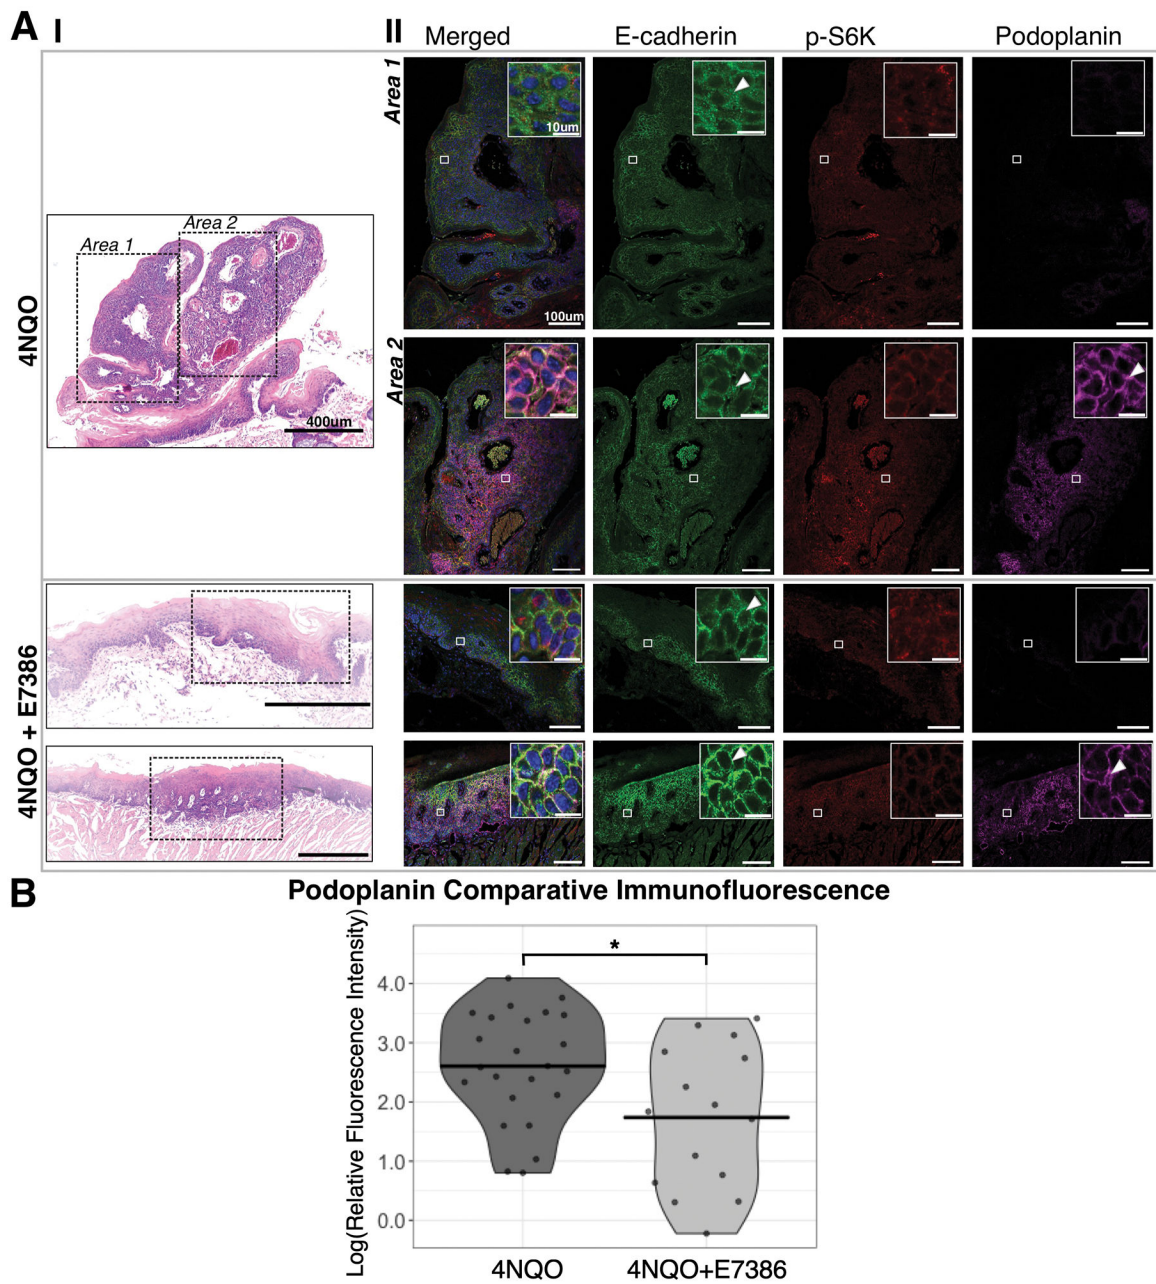 A I II Merged E-cadherin p-S6K Podoplanin
4NQO
Area 1
Area 2
400um
Area 1
10um
100um
Area 2
4NQO + E7386
B Podoplanin Comparative Immunofluorescence
Log(Relative Fluorescence Intensity)
*
4.0
3.0
2.0
1.0
0.0
4NQO 4NQO+E7386